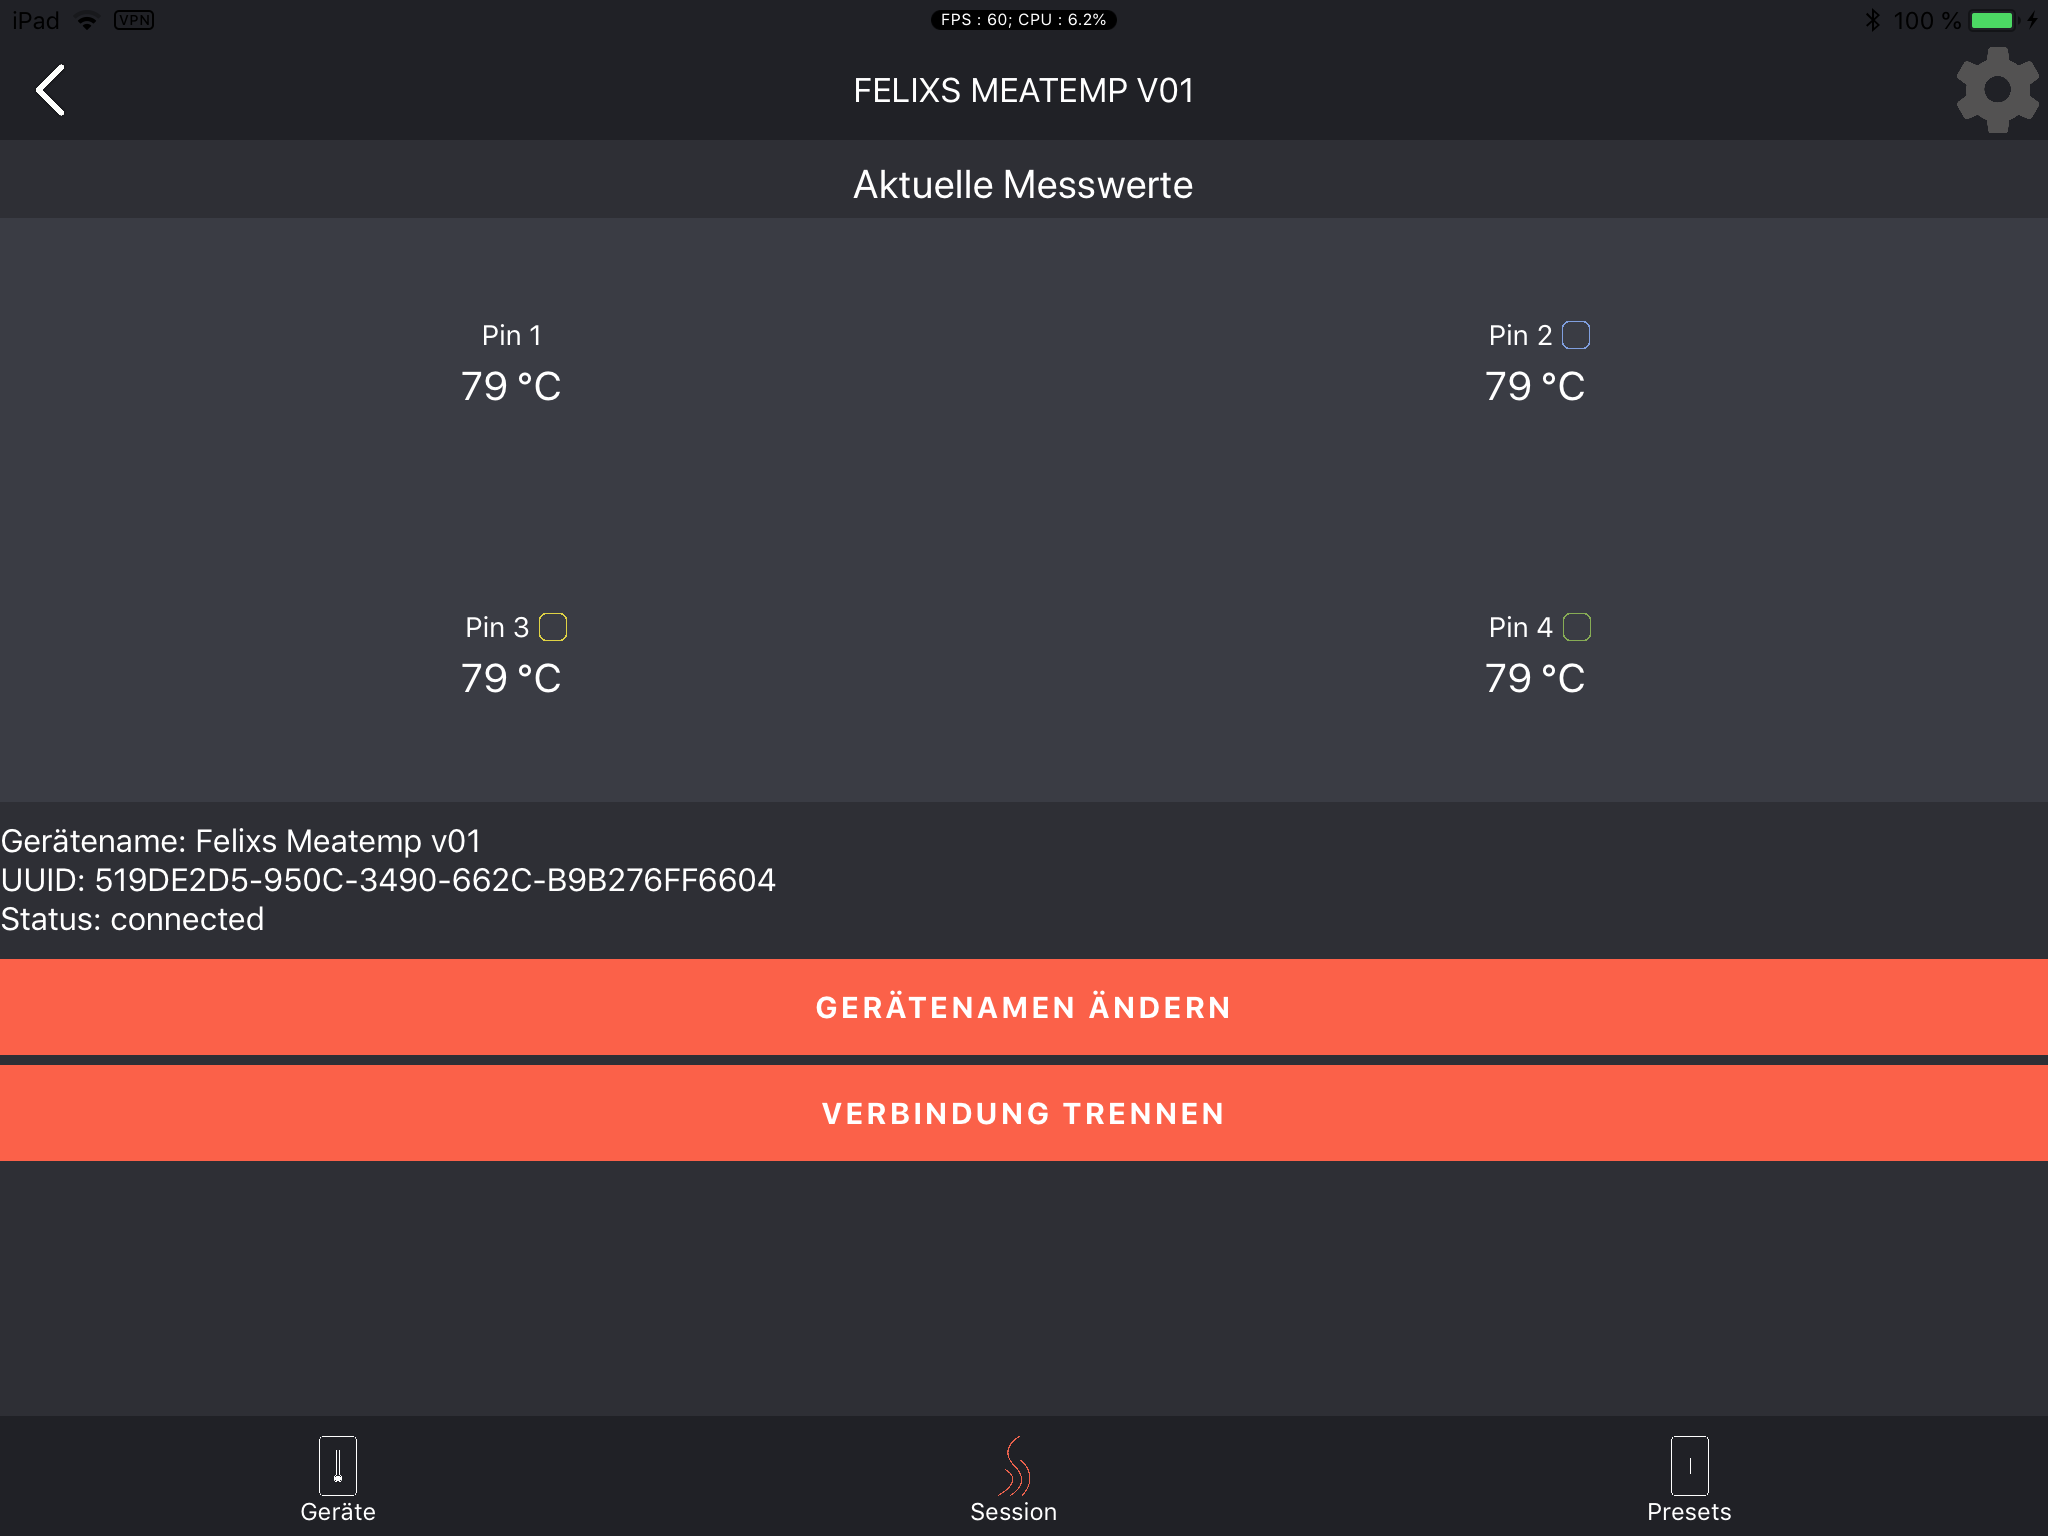 iPad VPN FPS : 60; CPU : 6.2% 100 %
FELIXS MEATEMP V01
Aktuelle Messwerte
Pin 1 Pin 2
79 °C 79 °C
Pin 3 Pin 4
79 °C 79 °C
Gerätename: Felixs Meatemp v01
UUID: 519DE2D5-950C-3490-662C-B9B276FF6604
Status: connected
GERÄTENAMEN ÄNDERN
VERBINDUNG TRENNEN
Geräte Session Presets